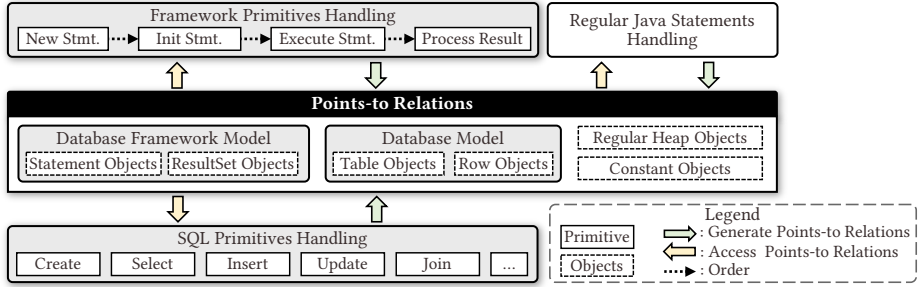 Framework Primitives Handling
New Stmt.
Init Stmt.
Execute Stmt.
Process Result
Regular Java Statements
Handling
Points-to Relations
Database Framework Model
Statement Objects
ResultSet Objects
Database Model
Table Objects
Row Objects
Regular Heap Objects
Constant Objects
SQL Primitives Handling
Create
Select
Insert
Update
Join
...
Legend
Primitive
Objects
: Generate Points-to Relations
: Access Points-to Relations
: Order